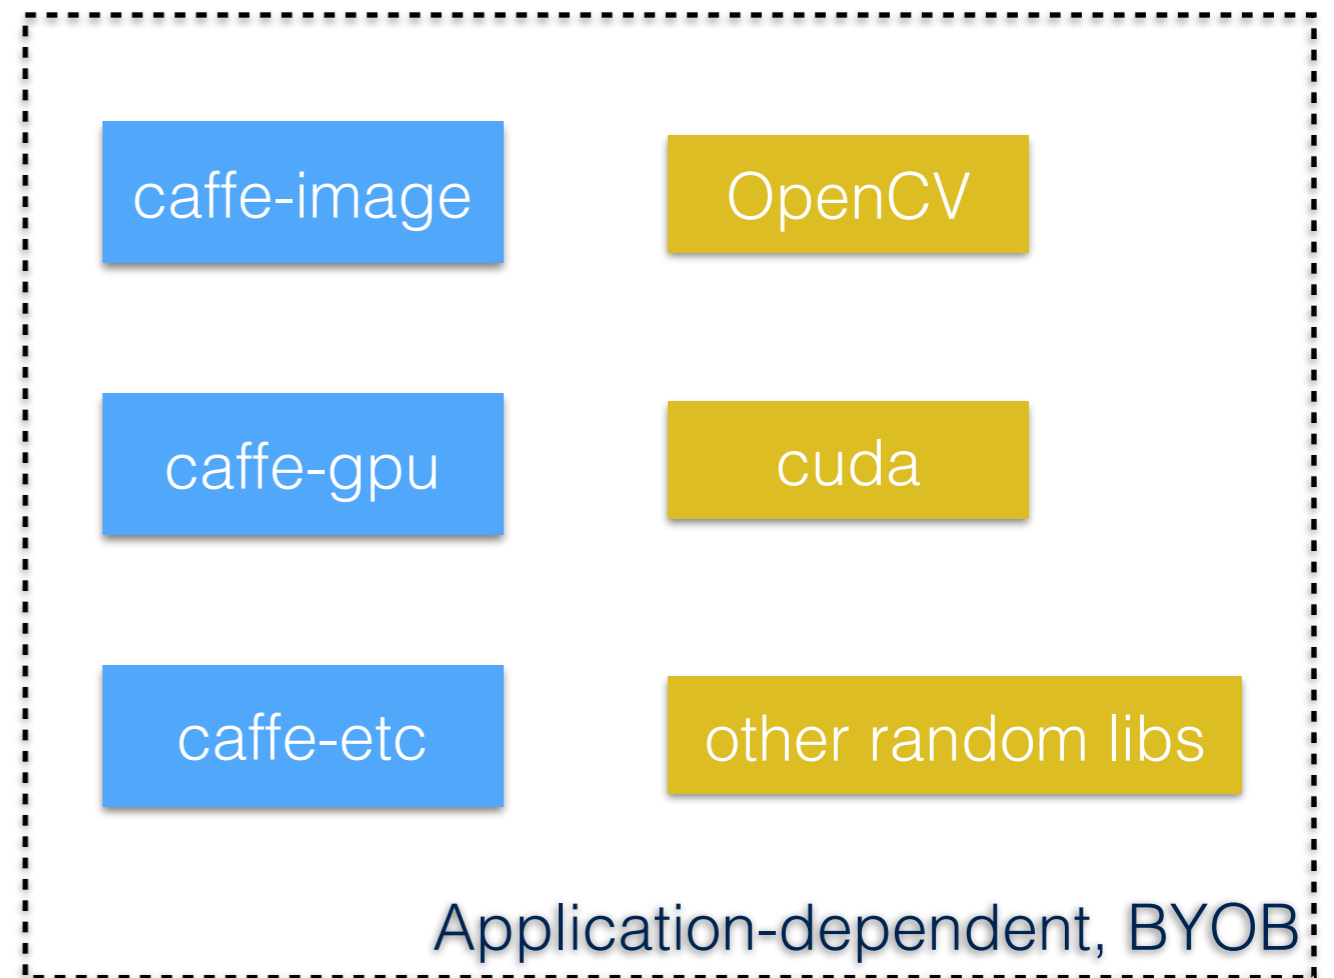 caffe-image
OpenCV
caffe-gpu
cuda
caffe-etc
other random libs
Application-dependent, BYOB